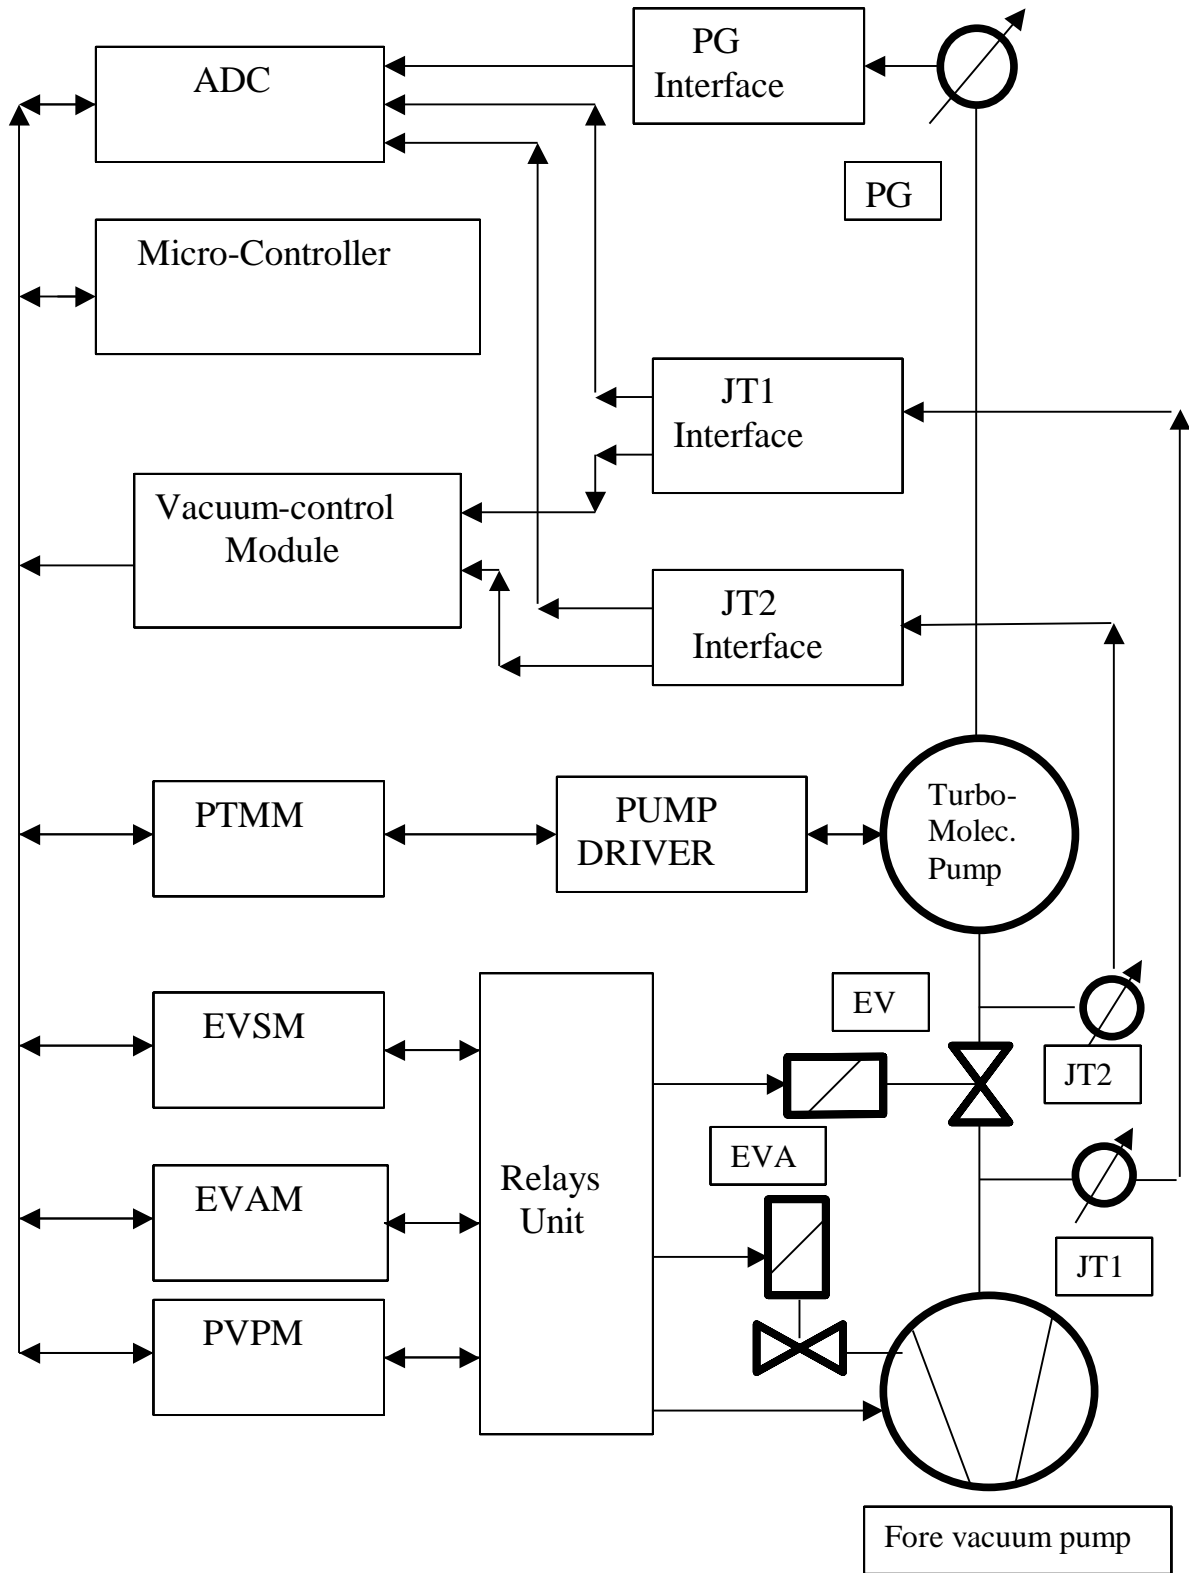 PG
Interface
ADC
PG
Micro-Controller
JT1
Interface
Vacuum-control
Module
JT2
Interface
PTMM
PUMP
DRIVER
Turbo-
Molec.
Pump
EV
EVSM
JT2
EVA
Relays
Unit
EVAM
JT1
PVPM
Fore vacuum pump